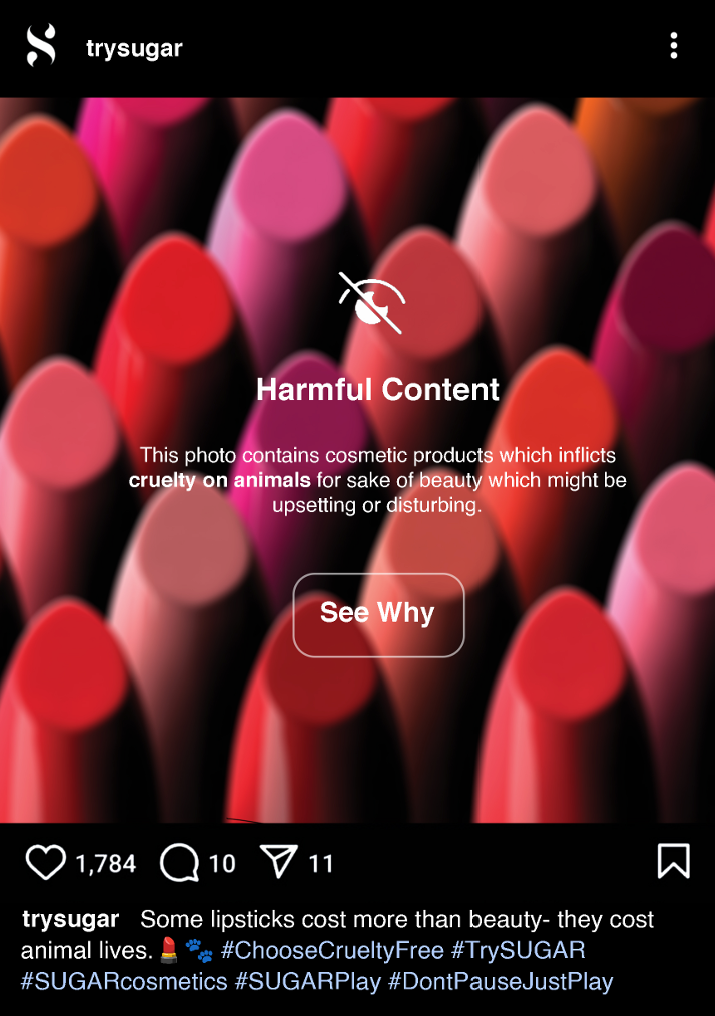 trysugar
Harmful Content
This photo contains cosmetic products which inflicts
cruelty on animals for sake of beauty which might be
upsetting or disturbing.
See Why
1,784 10 11
trysugar Some lipsticks cost more than beauty- they cost
animal lives.💄🐾 #ChooseCrueltyFree #TrySUGAR
#SUGARcosmetics #SUGARPlay #DontPauseJustPlay